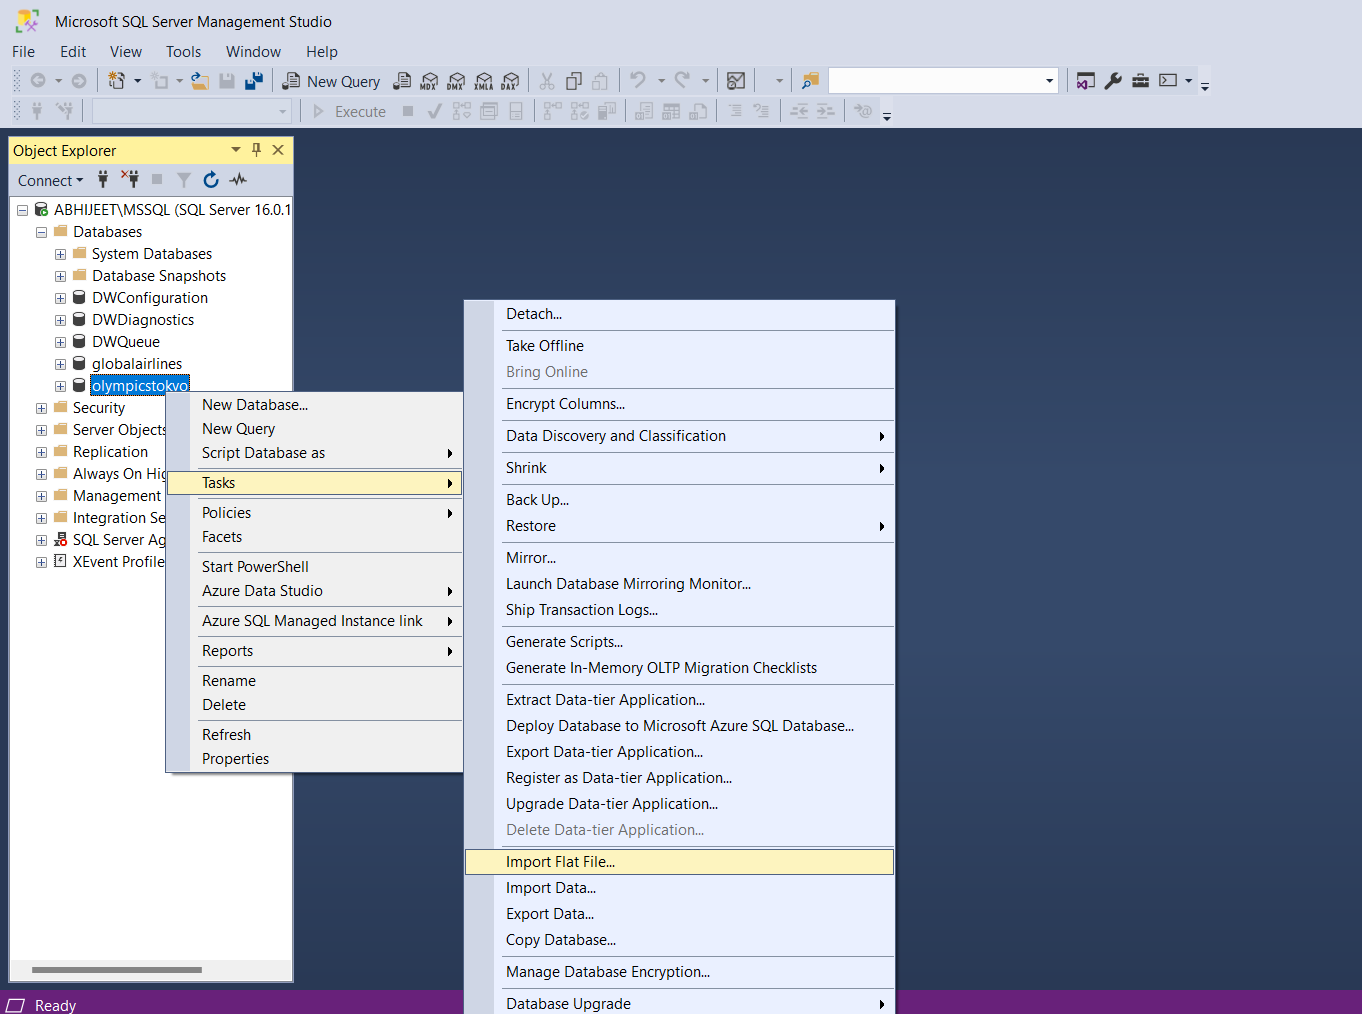 Microsoft SQL Server Management Studio
File Edit View Tools Window Help
New Query MDX DMX XMLA DAX
Execute
Object Explorer
Connect
ABHIJEET\MSSQL (SQL Server 16.0.1
Databases
System Databases
Database Snapshots
DWConfiguration
DWDiagnostics
DWQueue
globalairlines
olympicstokyo
Security
Server Objects
Replication
Always On Hig
Management
Integration Se
SQL Server Ag
XEvent Profile
New Database...
New Query
Script Database as
Tasks
Policies
Facets
Start PowerShell
Azure Data Studio
Azure SQL Managed Instance link
Reports
Rename
Delete
Refresh
Properties
Detach...
Take Offline
Bring Online
Encrypt Columns...
Data Discovery and Classification
Shrink
Back Up...
Restore
Mirror...
Launch Database Mirroring Monitor...
Ship Transaction Logs...
Generate Scripts...
Generate In-Memory OLTP Migration Checklists
Extract Data-tier Application...
Deploy Database to Microsoft Azure SQL Database...
Export Data-tier Application...
Register as Data-tier Application...
Upgrade Data-tier Application...
Delete Data-tier Application...
Import Flat File...
Import Data...
Export Data...
Copy Database...
Manage Database Encryption...
Database Upgrade
Ready